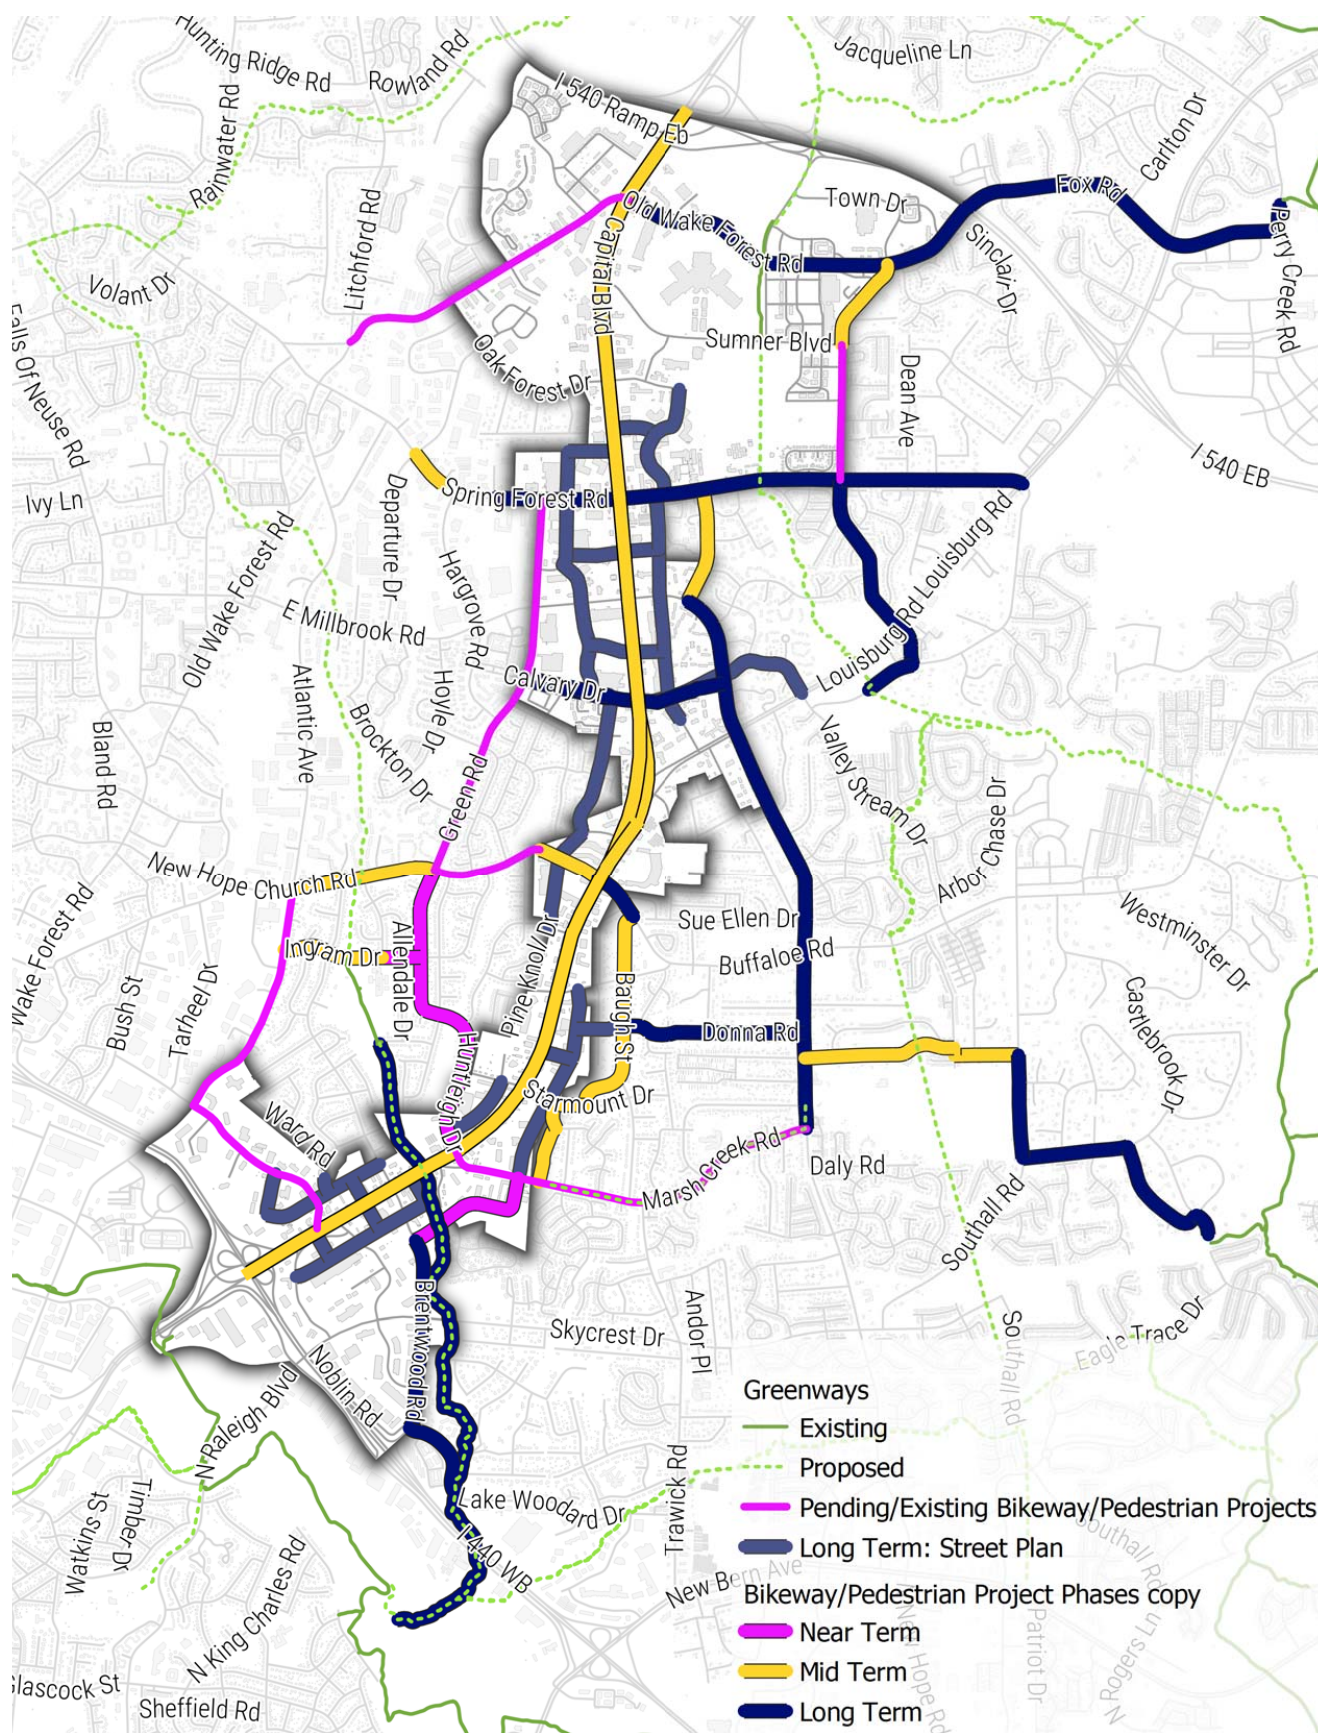 Hunting Ridge Rd
Rowland Rd
Jacqueline Ln
I 540 Ramp Eb
Carlton Dr
Rainwater Rd
Litchford Rd
Old Wake Forest Rd
Town Dr
Fox Rd
Perry Creek Rd
Sinclair Dr
Capital Blvd
Volant Dr
Falls Of Neuse Rd
Oak Forest Dr
Sumner Blvd
Dean Ave
I 540 EB
Ivy Ln
Departure Dr
Spring Forest Rd
Louisburg Rd
Old Wake Forest Rd
Hargrove Rd
E Millbrook Rd
Louisburg Rd
Atlantic Ave
Hoyle Dr
Calvary Dr
Bland Rd
Brockton Dr
Green Rd
Valley Stream Dr
Arbor Chase Dr
New Hope Church Rd
Wake Forest Rd
Sue Ellen Dr
Westminster Dr
Ingram Dr
Allendale Dr
Pine Knoll Dr
Buffaloe Rd
Bush St
Tarheel Dr
Baugh St
Donna Rd
Castlebrook Dr
Huntleigh Dr
Starmount Dr
Ward Rd
Marsh Creek Rd
Daly Rd
Southall Rd
Brentwood Rd
Skycrest Dr
Andor Pl
Southall Rd
Eagle Trace Dr
Noblin Rd
N Raleigh Blvd
Greenways
Existing
Proposed
Pending/Existing Bikeway/Pedestrian Projects
Long Term: Street Plan
Bikeway/Pedestrian Project Phases copy
Near Term
Mid Term
Long Term
Trawick Rd
Lake Woodard Dr
I 440 WB
Watkins St
Timber Dr
N King Charles Rd
New Bern Ave
Southall Rd
N New Hope Rd
Patriot Dr
N Rogers Ln
Glascock St
Sheffield Rd